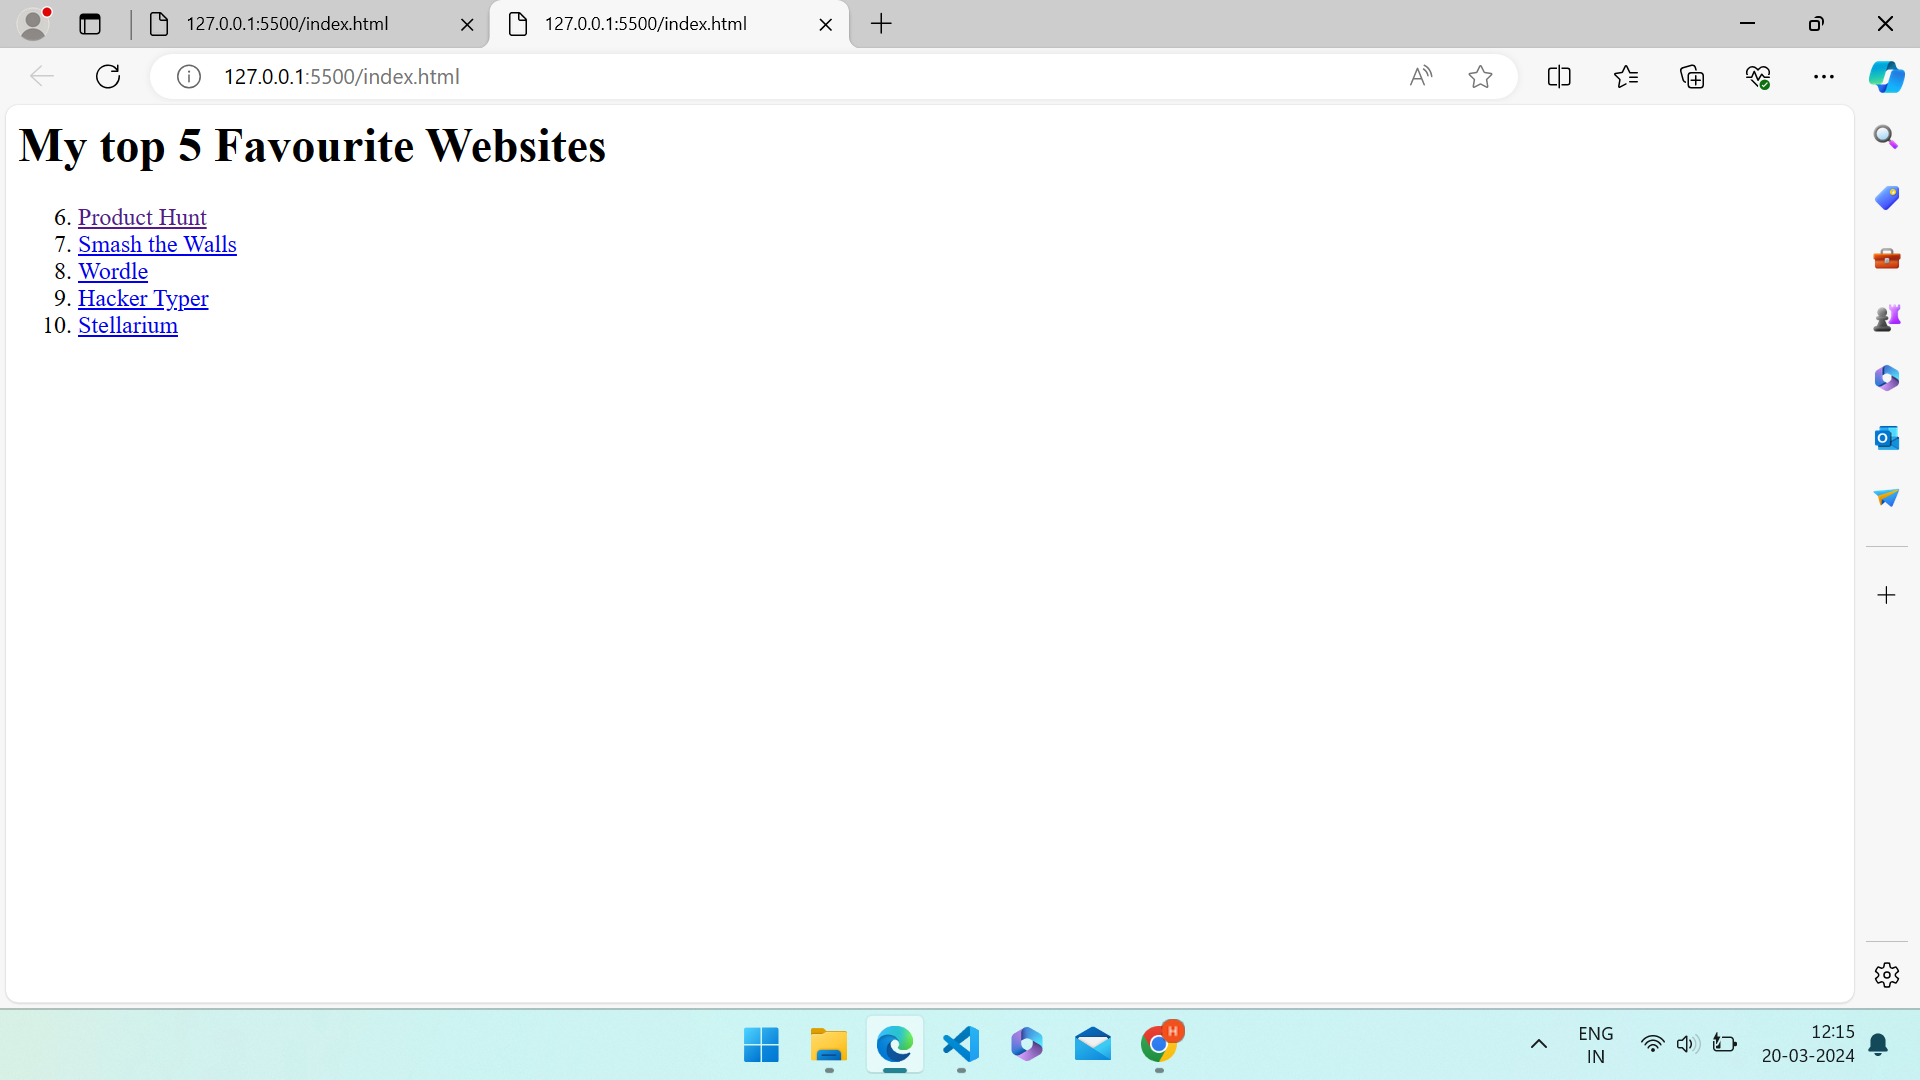 127.0.0.1:5500/index.html
127.0.0.1:5500/index.html
127.0.0.1:5500/index.html
My top 5 Favourite Websites
6. Product Hunt
7. Smash the Walls
8. Wordle
9. Hacker Typer
10. Stellarium
H
ENG
IN
12:15
20-03-2024